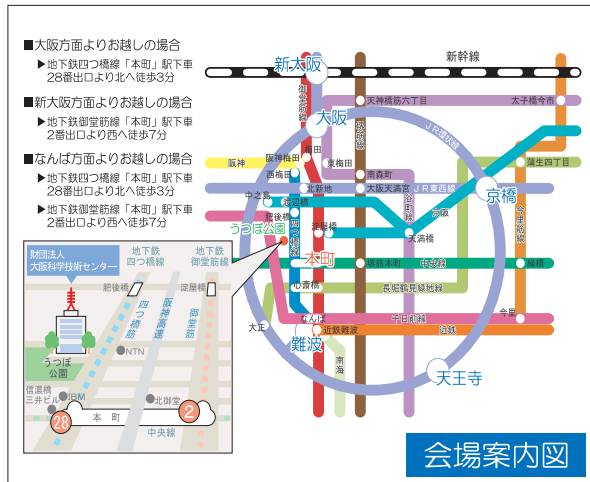 ■大阪方面よりお越しの場合
▶地下鉄四つ橋線「本町」駅下車
28番出口より北へ徒歩3分
■新大阪方面よりお越しの場合
▶地下鉄御堂筋線「本町」駅下車
2番出口より西へ徒歩7分
■なんば方面よりお越しの場合
▶地下鉄四つ橋線「本町」駅下車
28番出口より北へ徒歩3分
▶地下鉄御堂筋線「本町」駅下車
2番出口より西へ徒歩7分
新大阪
新幹線
御堂筋線
天神橋筋六丁目
太子橋今市
大阪
JR環状線
梅田
阪神
阪神梅田
東梅田
西梅田
南森町
蒲生四丁目
北新地
大阪天満宮
JR東西線
京橋
中之島
渡辺橋
肥後橋
四つ橋線
淀屋橋
谷町線
京阪
今里筋線
うつぼ公園
天満橋
本町
堺筋本町
中央線
緑橋
心斎橋
長堀鶴見緑地線
大正
なんば
千日前線
今里
難波
近鉄難波
近鉄
南海
天王寺
財団法人
大阪科学技術センター
地下鉄
四つ橋線
地下鉄
御堂筋線
肥後橋
淀屋橋
四つ橋筋
阪神高速
御堂筋
うつぼ
公園
NTN
信濃橋
三井ビル
IBM
北御堂
28
本町
2
中央線
会場案内図